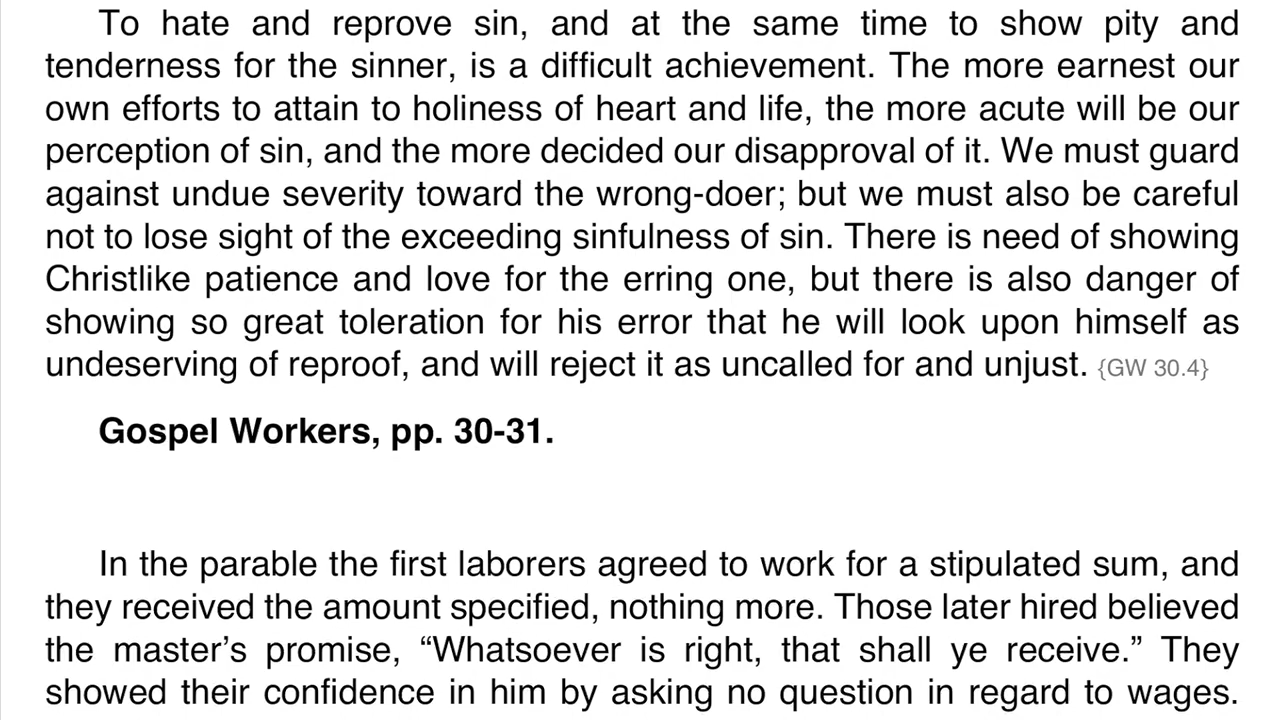 To hate and reprove sin, and at the same time to show pity and
tenderness for the sinner, is a difficult achievement. The more earnest our
own efforts to attain to holiness of heart and life, the more acute will be our
perception of sin, and the more decided our disapproval of it. We must guard
against undue severity toward the wrong-doer; but we must also be careful
not to lose sight of the exceeding sinfulness of sin. There is need of showing
Christlike patience and love for the erring one, but there is also danger of
showing so great toleration for his error that he will look upon himself as
undeserving of reproof, and will reject it as uncalled for and unjust. {GW 30.4}
Gospel Workers, pp. 30-31.
In the parable the first laborers agreed to work for a stipulated sum, and
they received the amount specified, nothing more. Those later hired believed
the master’s promise, “Whatsoever is right, that shall ye receive.” They
showed their confidence in him by asking no question in regard to wages.